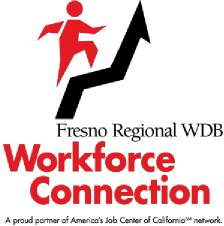 Fresno Regional WDB
Workforce
Connection
A proud partner of America's Job Center of California℠ network.